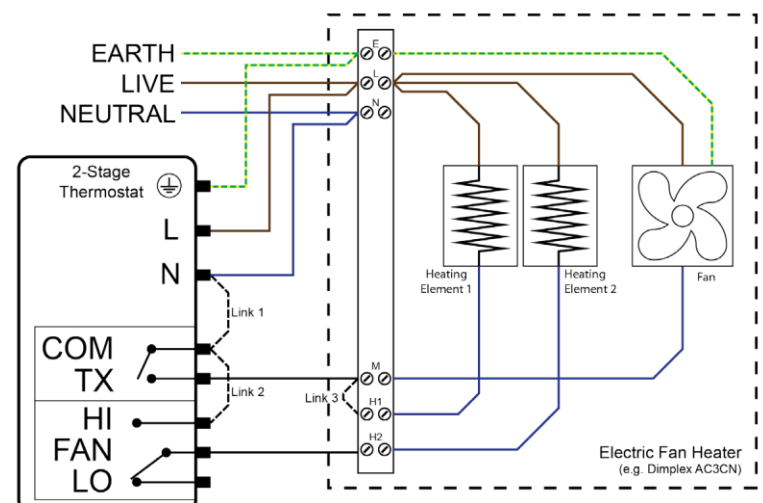 EARTH
LIVE
NEUTRAL
E
L
N
2-Stage
Thermostat
L
N
Link 1
COM
TX
Link 2
HI
FAN
LO
Link 3
M
H1
H2
Heating
Element 1
Heating
Element 2
Fan
Electric Fan Heater
(e.g. Dimplex AC3CN)